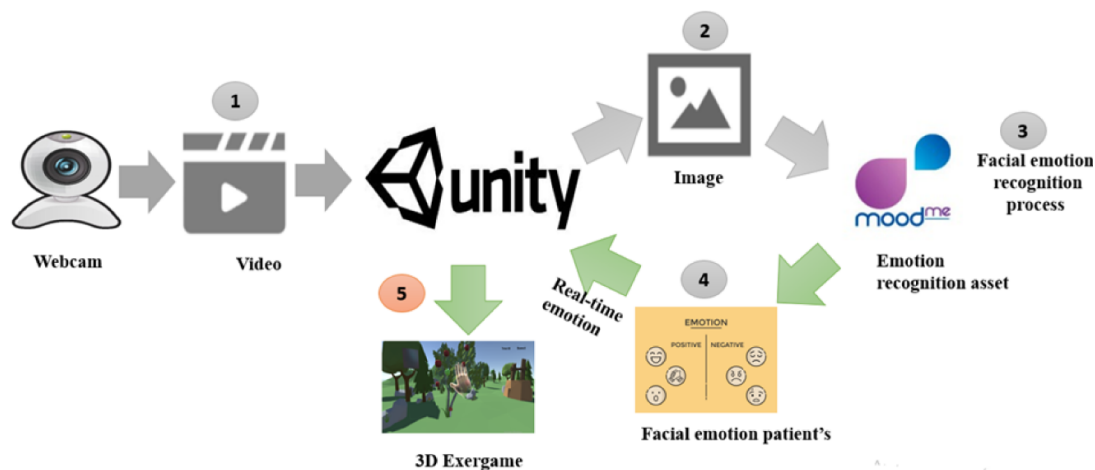 1
2
3
4
5
Webcam
Video
unity
Image
moodme
Facial emotion
recognition
process
Emotion
recognition asset
Real-time
emotion
EMOTION
POSITIVE
NEGATIVE
Facial emotion patient's
3D Exergame